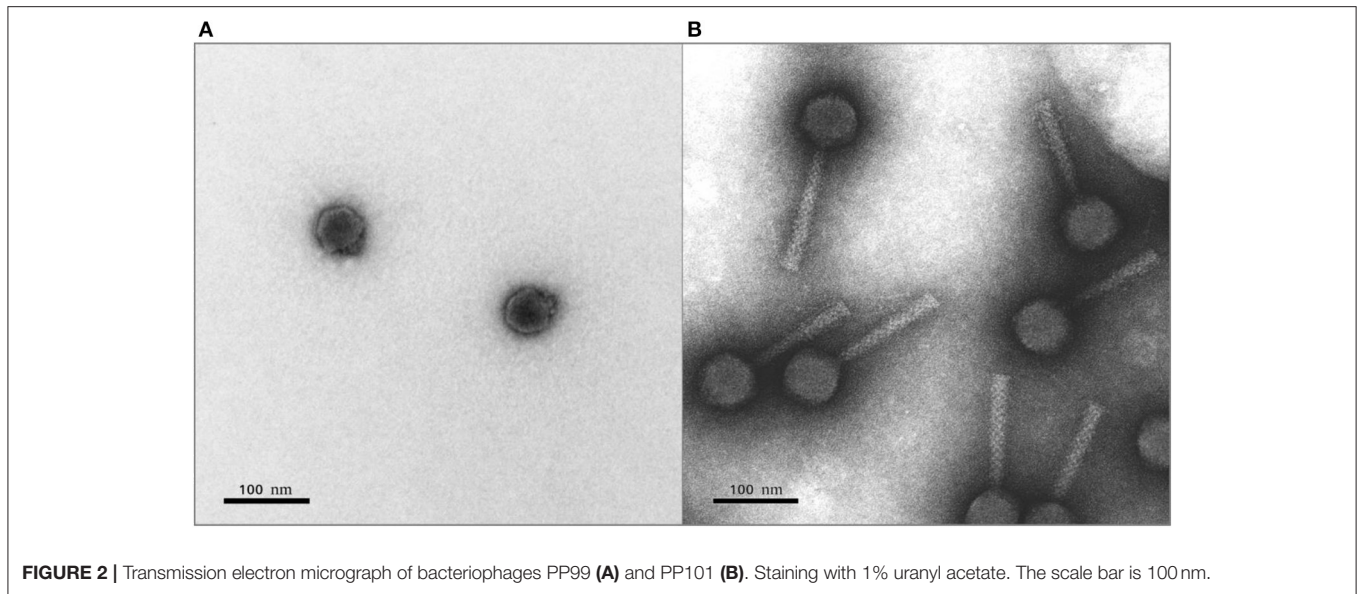 A
B
100 nm
100 nm
FIGURE 2 | Transmission electron micrograph of bacteriophages PP99 (A) and PP101 (B). Staining with 1% uranyl acetate. The scale bar is 100 nm.